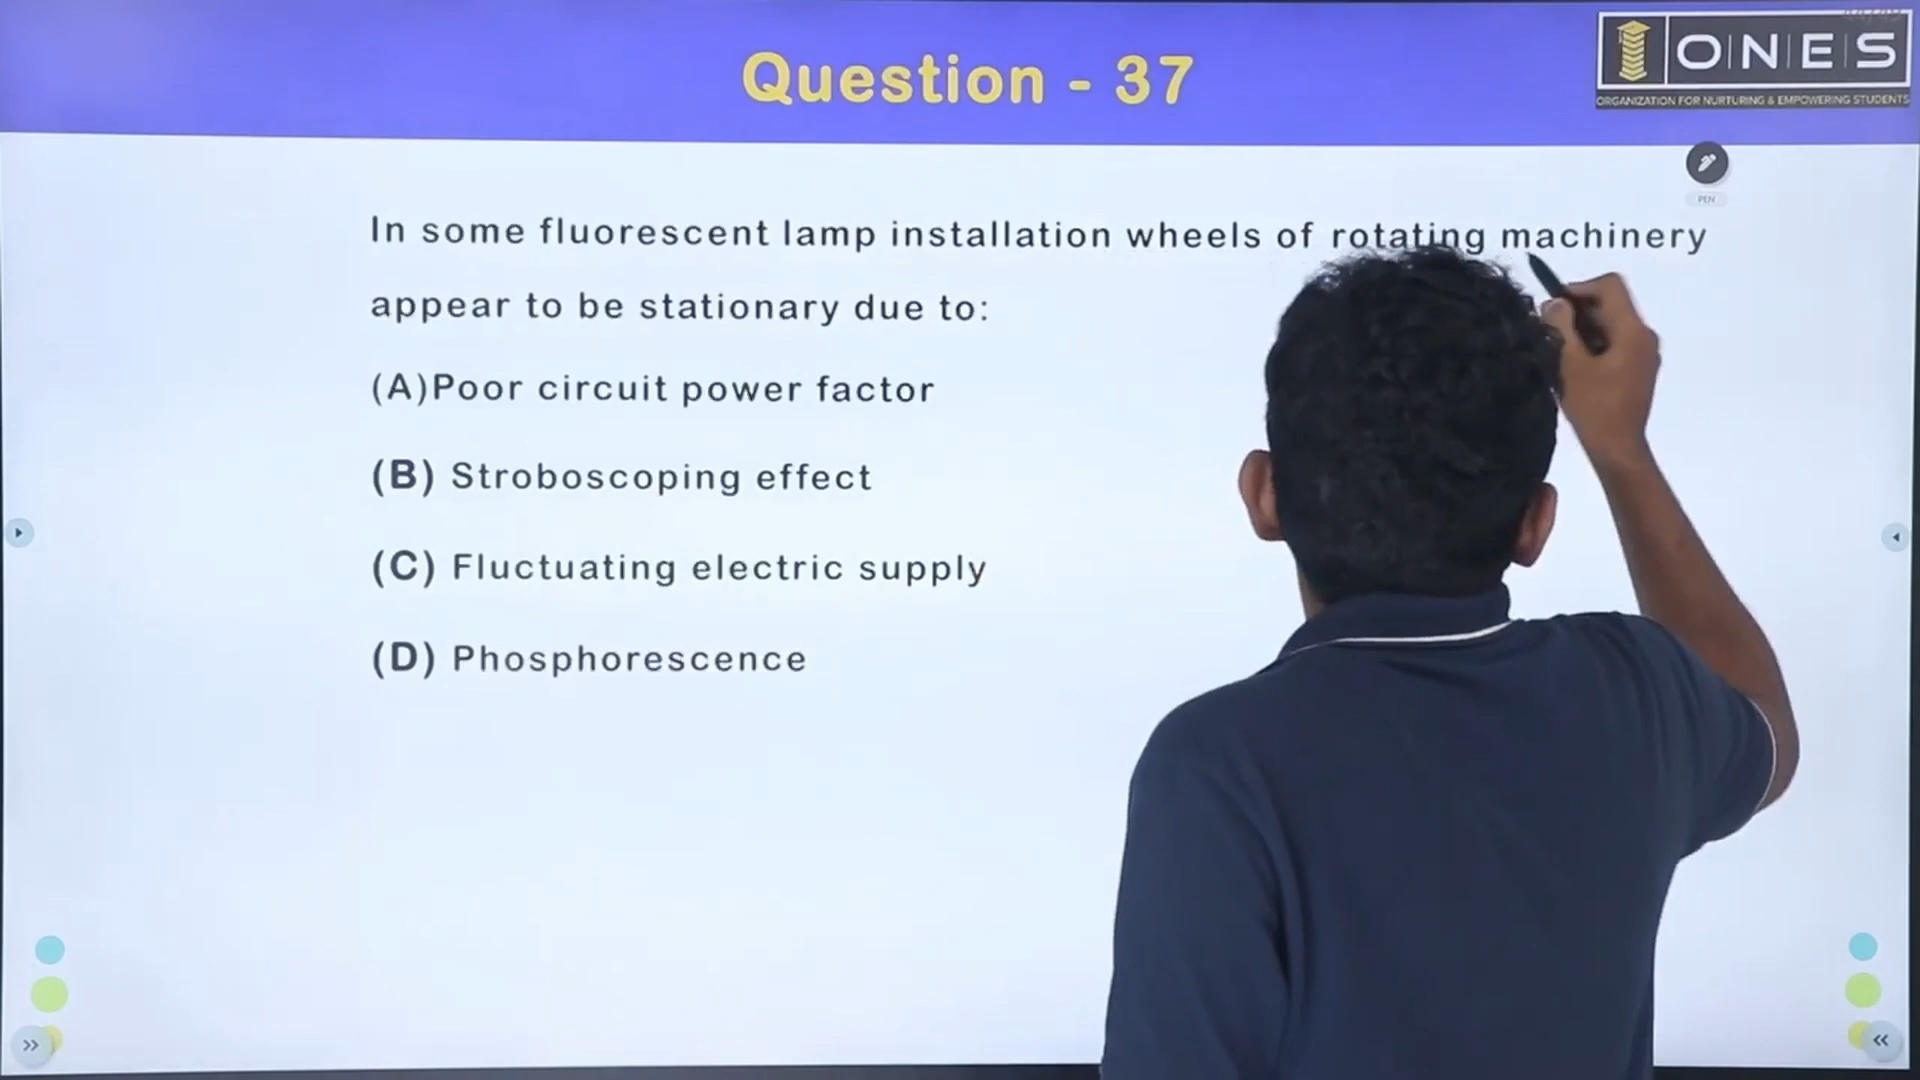 Question - 37
ONES
ORGANIZATION FOR NURTURING & EMPOWERING STUDENTS
PEN
In some fluorescent lamp installation wheels of rotating machinery
appear to be stationary due to:
(A)Poor circuit power factor
(B) Stroboscoping effect
(C) Fluctuating electric supply
(D) Phosphorescence